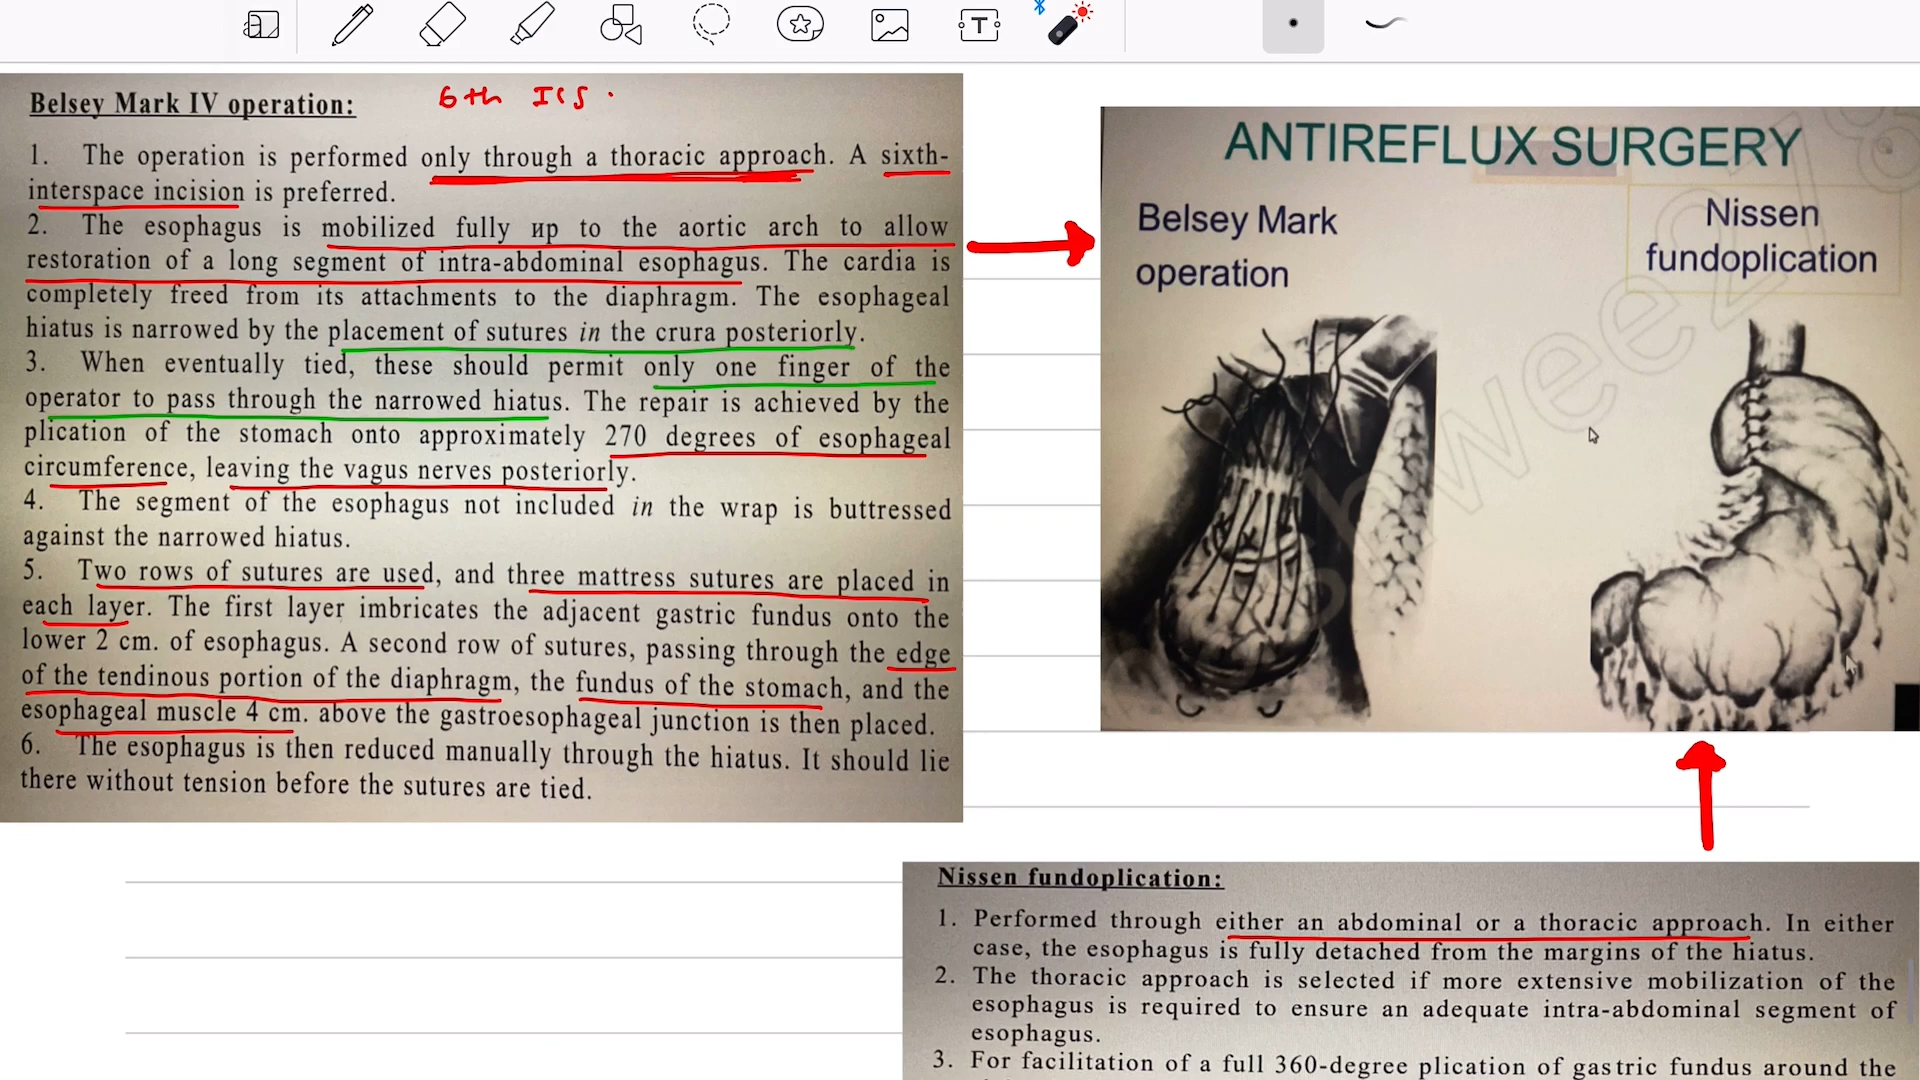 Belsey Mark IV operation:
6th ICS
1. The operation is performed only through a thoracic approach. A sixth-
interspace incision is preferred.
2. The esophagus is mobilized fully up to the aortic arch to allow
restoration of a long segment of intra-abdominal esophagus. The cardia is
completely freed from its attachments to the diaphragm. The esophageal
hiatus is narrowed by the placement of sutures in the crura posteriorly.
3. When eventually tied, these should permit only one finger of the
operator to pass through the narrowed hiatus. The repair is achieved by the
plication of the stomach onto approximately 270 degrees of esophageal
circumference, leaving the vagus nerves posteriorly.
4. The segment of the esophagus not included in the wrap is buttressed
against the narrowed hiatus.
5. Two rows of sutures are used, and three mattress sutures are placed in
each layer. The first layer imbricates the adjacent gastric fundus onto the
lower 2 cm. of esophagus. A second row of sutures, passing through the edge
of the tendinous portion of the diaphragm, the fundus of the stomach, and the
esophageal muscle 4 cm. above the gastroesophageal junction is then placed.
6. The esophagus is then reduced manually through the hiatus. It should lie
there without tension before the sutures are tied.
ANTIREFLUX SURGERY
Belsey Mark
operation
Nissen
fundoplication
Nissen fundoplication:
1. Performed through either an abdominal or a thoracic approach. In either
case, the esophagus is fully detached from the margins of the hiatus.
2. The thoracic approach is selected if more extensive mobilization of the
esophagus is required to ensure an adequate intra-abdominal segment of
esophagus.
3. For facilitation of a full 360-degree plication of gastric fundus around the